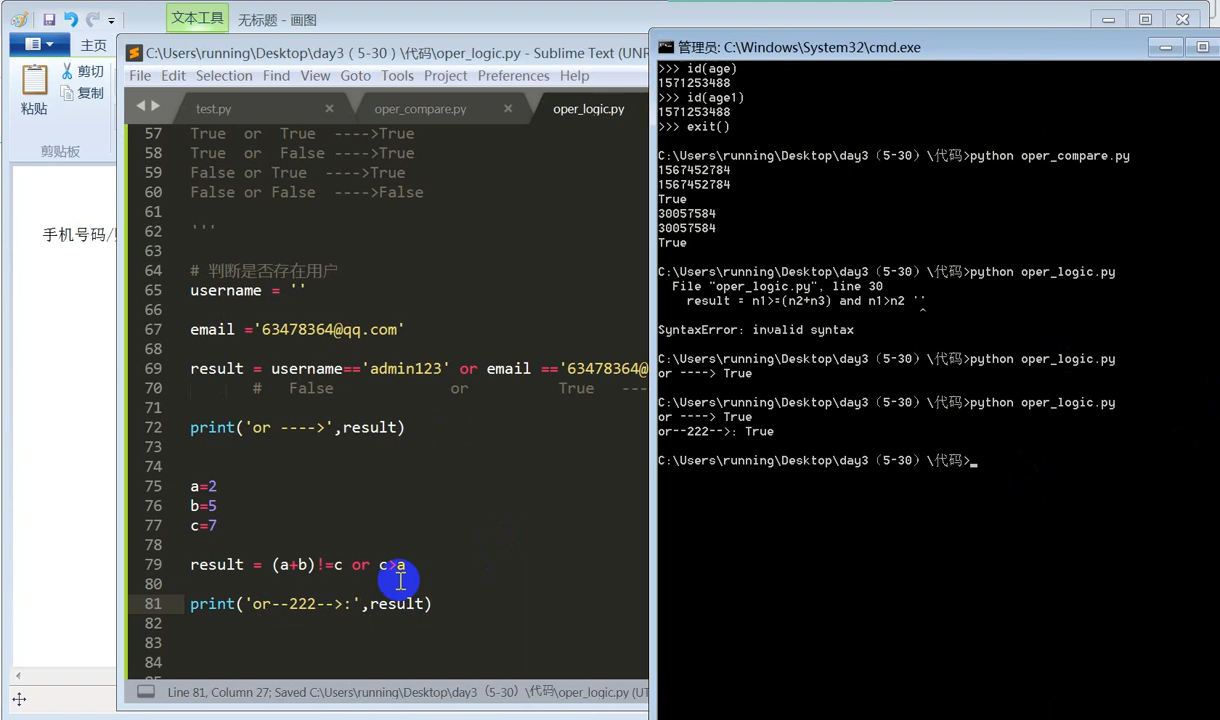 文本工具
无标题 - 画图
主页
剪切
复制
粘贴
剪贴板
手机号码/
C:\Users\running\Desktop\day3（5-30）\代码\oper_logic.py - Sublime Text (UNR
File Edit Selection Find View Goto Tools Project Preferences Help
test.py × oper_compare.py × oper_logic.py
57 True or True ---->True
58 True or False ---->True
59 False or True ---->True
60 False or False ---->False
61
62 '''
63
64 # 判断是否存在用户
65 username = ''
66
67 email ='63478364@qq.com'
68
69 result = username=='admin123' or email =='63478364@
70 # False or True ---
71
72 print('or ---->',result)
73
74
75 a=2
76 b=5
77 c=7
78
79 result = (a+b)!=c or c>a
80
81 print('or--222-->:',result)
82
83
84
Line 81, Column 27; Saved C:\Users\running\Desktop\day3（5-30）\代码\oper_logic.py (UT
管理员: C:\Windows\System32\cmd.exe
>>> id(age)
1571253488
>>> id(age1)
1571253488
>>> exit()
C:\Users\running\Desktop\day3（5-30）\代码>python oper_compare.py
1567452784
1567452784
True
30057584
30057584
True
C:\Users\running\Desktop\day3（5-30）\代码>python oper_logic.py
File "oper_logic.py", line 30
result = n1>=(n2+n3) and n1>n2 ''
^
SyntaxError: invalid syntax
C:\Users\running\Desktop\day3（5-30）\代码>python oper_logic.py
or ----> True
C:\Users\running\Desktop\day3（5-30）\代码>python oper_logic.py
or ----> True
or--222-->: True
C:\Users\running\Desktop\day3（5-30）\代码>